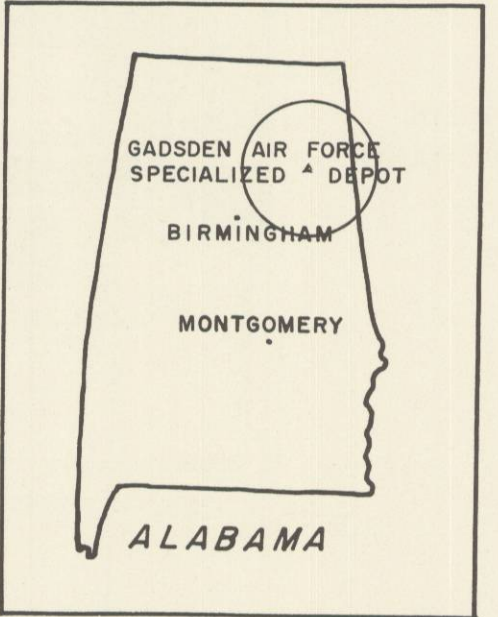 GADSDEN AIR FORCE
SPECIALIZED DEPOT
BIRMINGHAM
MONTGOMERY
ALABAMA